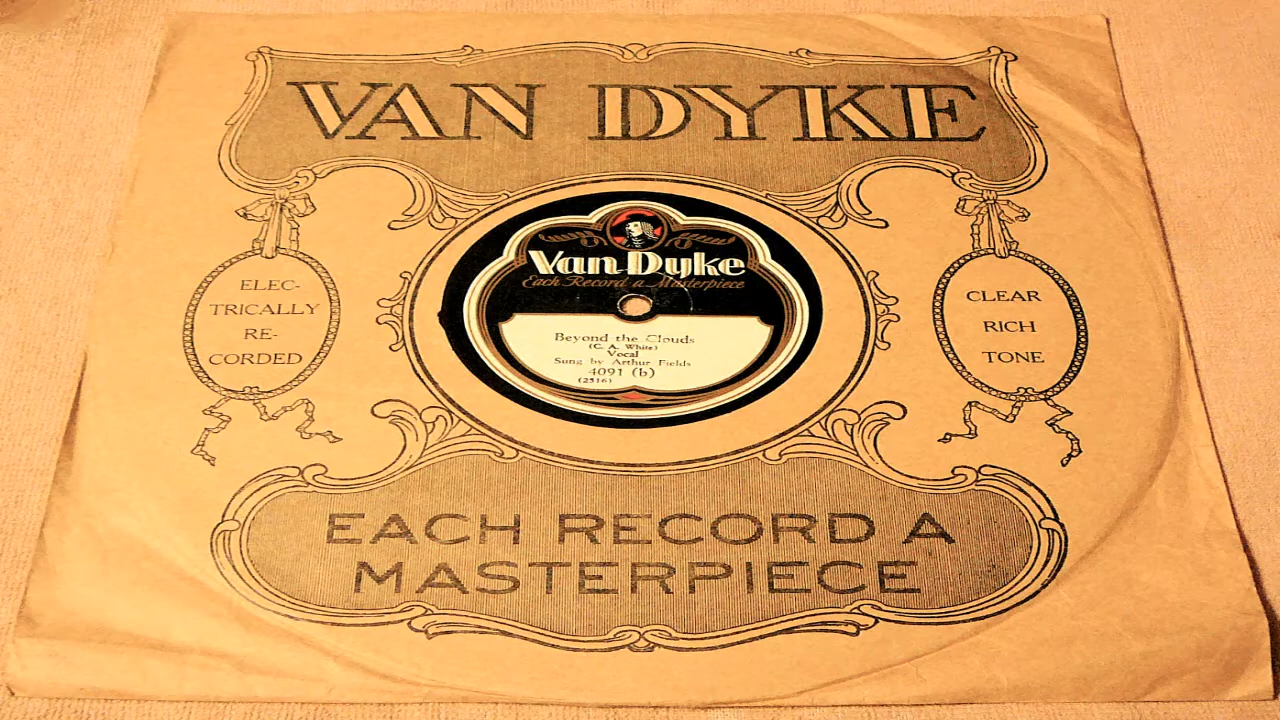 VAN DYKE
ELEC-
TRICALLY
RE-
CORDED
Van Dyke
Each Record a Masterpiece
Beyond the Clouds
(C. A. White)
Vocal
Sung by Arthur Fields
4091 (b)
(2516)
CLEAR
RICH
TONE
EACH RECORD A
MASTERPIECE